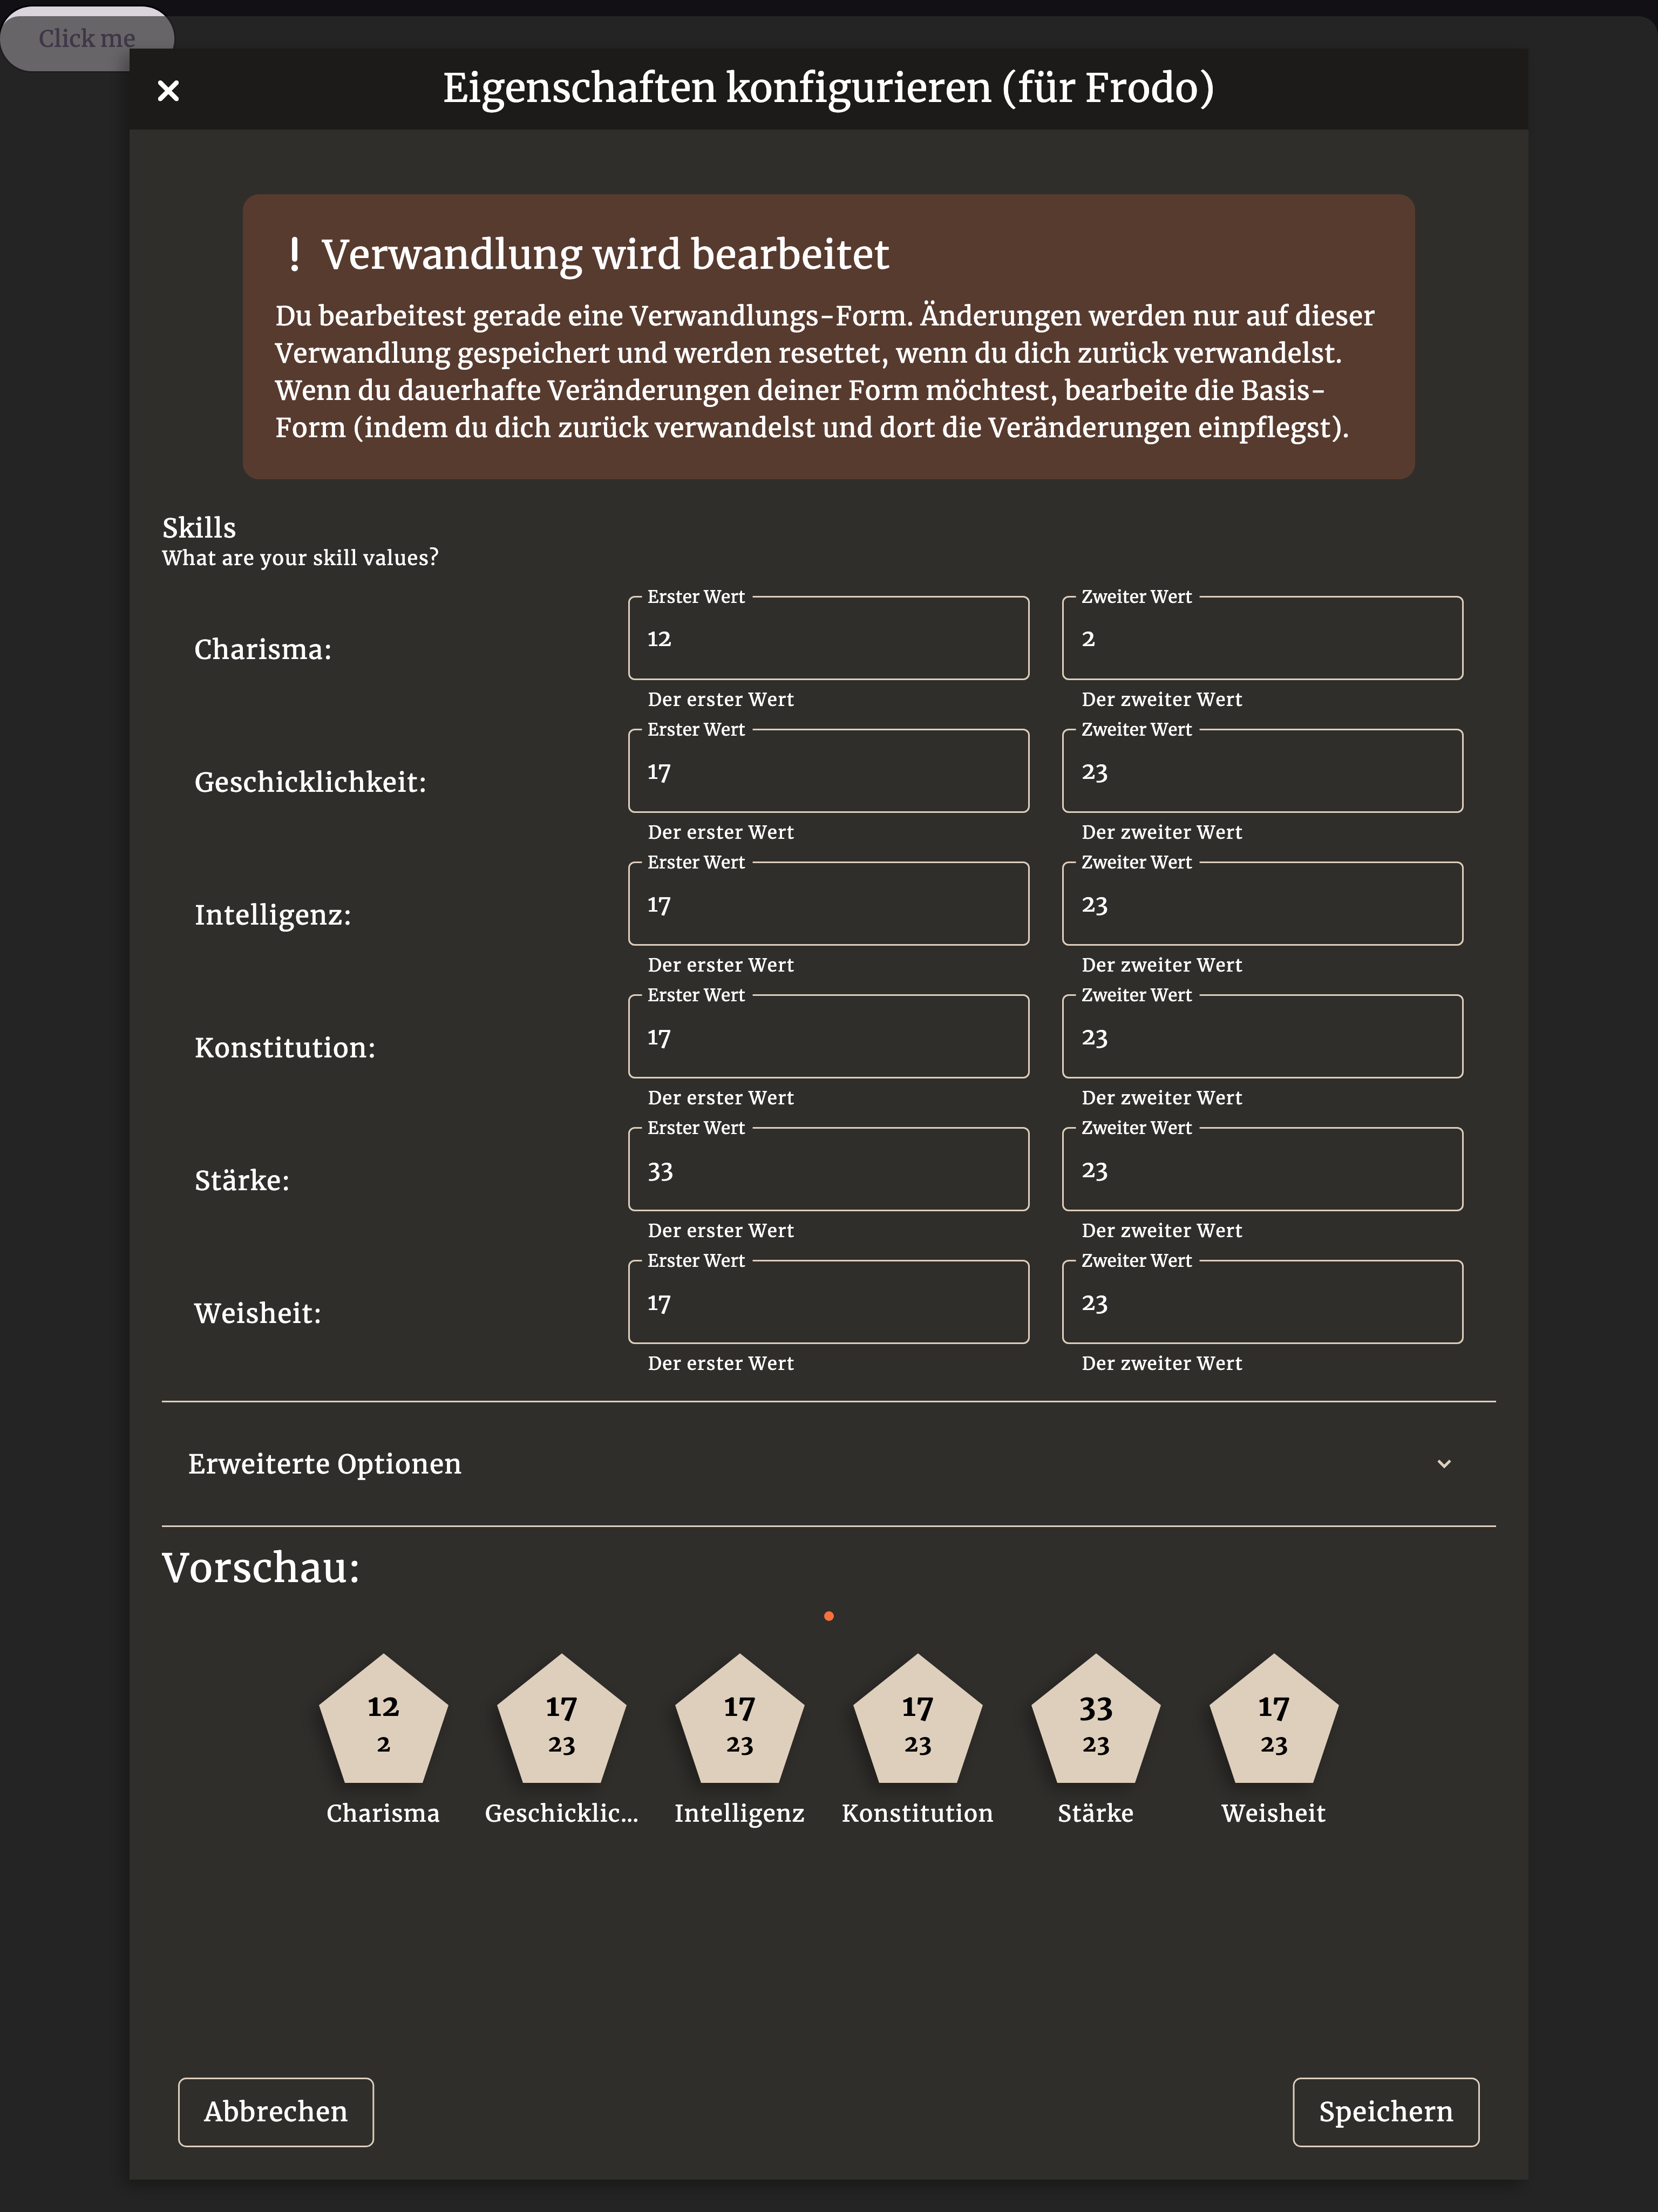 Click me
Eigenschaften konfigurieren (für Frodo)
! Verwandlung wird bearbeitet
Du bearbeitest gerade eine Verwandlungs-Form. Änderungen werden nur auf dieser
Verwandlung gespeichert und werden resettet, wenn du dich zurück verwandelst.
Wenn du dauerhafte Veränderungen deiner Form möchtest, bearbeite die Basis-
Form (indem du dich zurück verwandelst und dort die Veränderungen einpflegst).
Skills
What are your skill values?
Erster Wert Zweiter Wert
Charisma: 12 2
Der erster Wert Der zweiter Wert
Erster Wert Zweiter Wert
Geschicklichkeit: 17 23
Der erster Wert Der zweiter Wert
Erster Wert Zweiter Wert
Intelligenz: 17 23
Der erster Wert Der zweiter Wert
Erster Wert Zweiter Wert
Konstitution: 17 23
Der erster Wert Der zweiter Wert
Erster Wert Zweiter Wert
Stärke: 33 23
Der erster Wert Der zweiter Wert
Erster Wert Zweiter Wert
Weisheit: 17 23
Der erster Wert Der zweiter Wert
Erweiterte Optionen
Vorschau:
12 17 17 17 33 17
2 23 23 23 23 23
Charisma Geschicklic... Intelligenz Konstitution Stärke Weisheit
Abbrechen Speichern